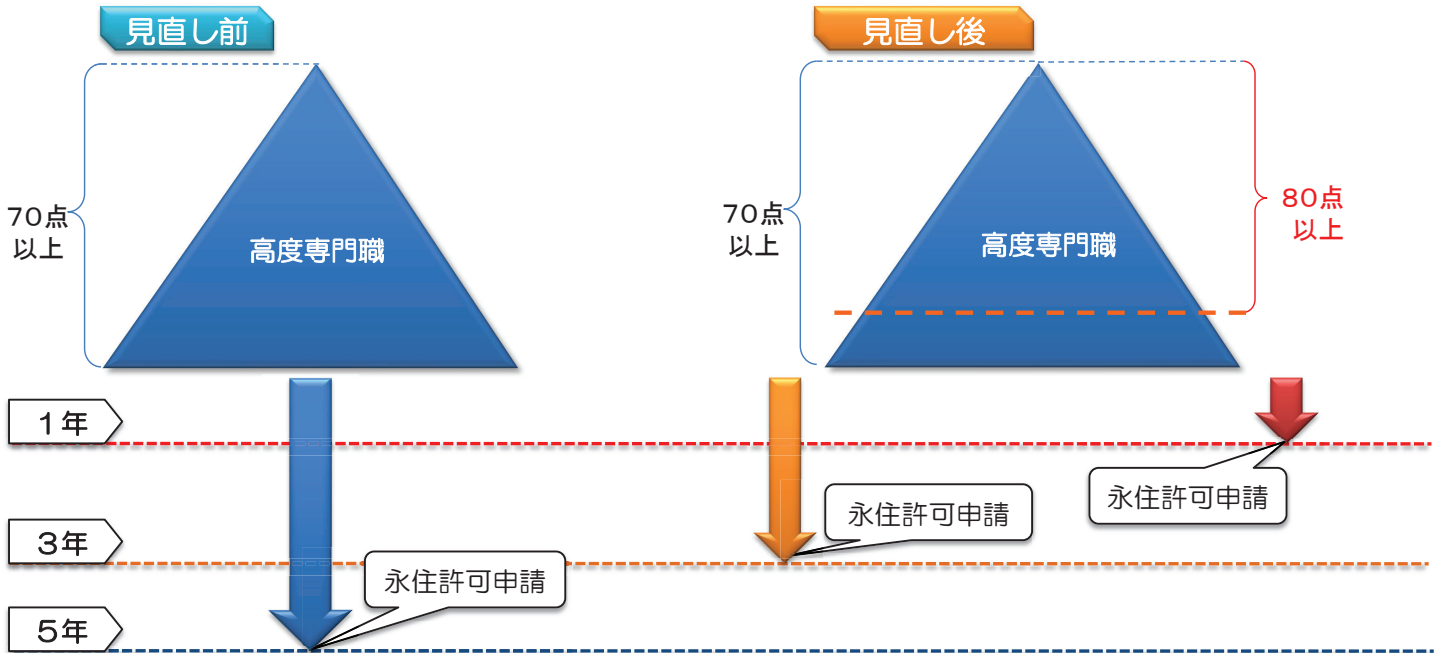 見直し前
見直し後
70点
以上
高度専門職
70点
以上
高度専門職
80点
以上
1年
永住許可申請
3年
永住許可申請
5年
永住許可申請